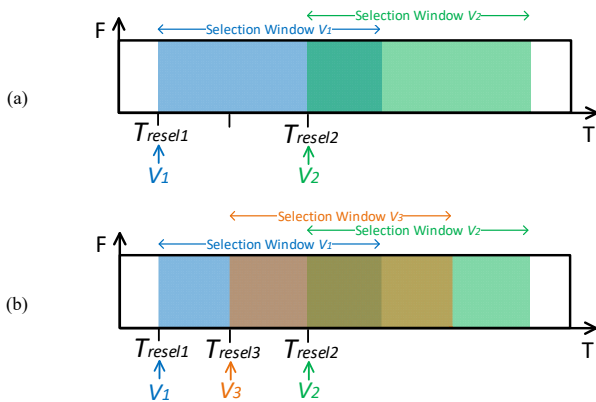 Selection Window V2
Selection Window V1
F
(a)
Tresel1
Tresel2
T
V1
V2
Selection Window V3
Selection Window V1
Selection Window V2
F
(b)
Tresel1
Tresel3
Tresel2
T
V1
V3
V2